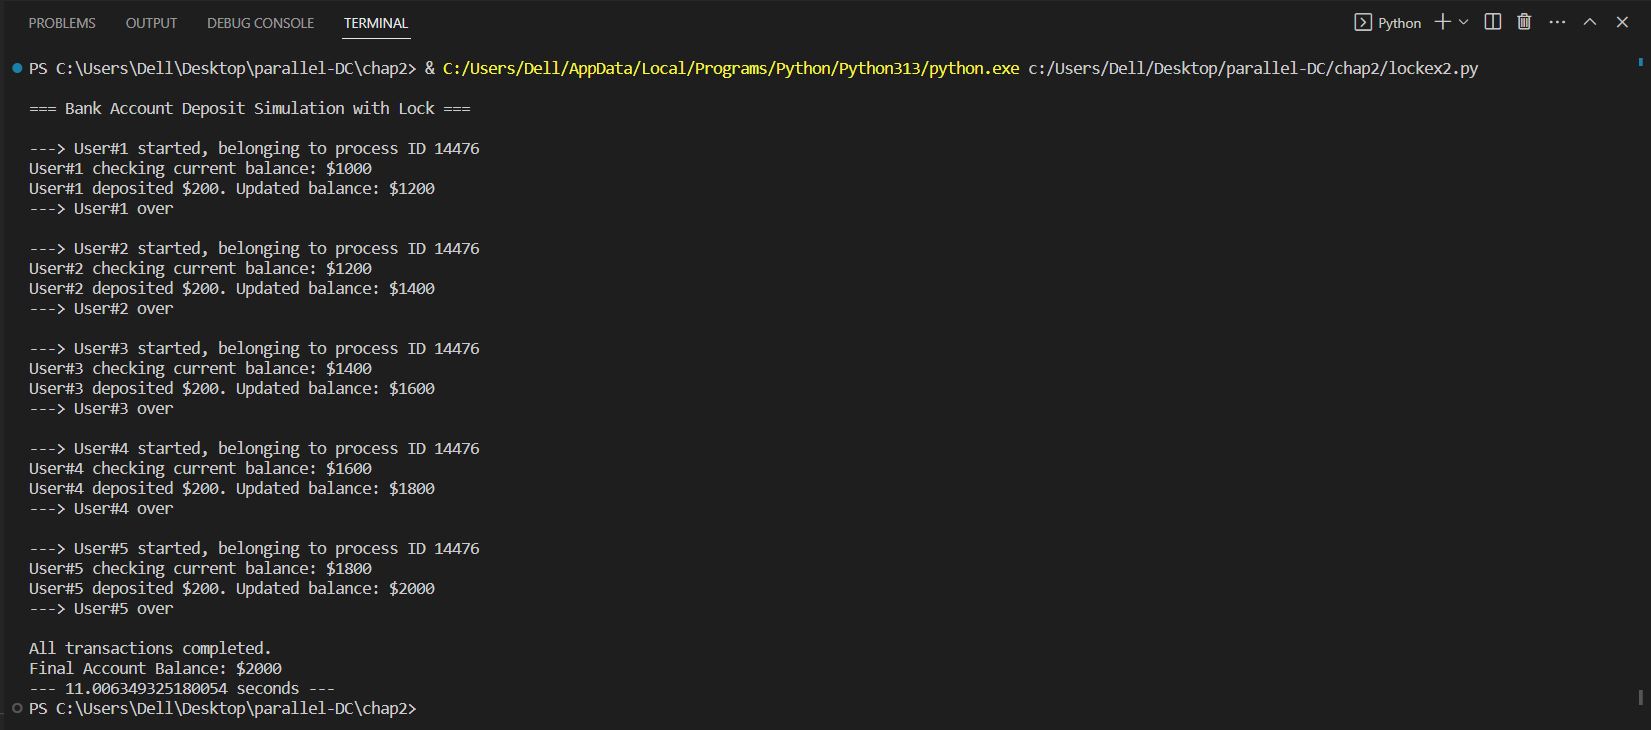 PROBLEMS OUTPUT DEBUG CONSOLE TERMINAL Python
PS C:\Users\Dell\Desktop\parallel-DC\chap2> & C:/Users/Dell/AppData/Local/Programs/Python/Python313/python.exe c:/Users/Dell/Desktop/parallel-DC/chap2/lockex2.py
=== Bank Account Deposit Simulation with Lock ===
---> User#1 started, belonging to process ID 14476
User#1 checking current balance: $1000
User#1 deposited $200. Updated balance: $1200
---> User#1 over
---> User#2 started, belonging to process ID 14476
User#2 checking current balance: $1200
User#2 deposited $200. Updated balance: $1400
---> User#2 over
---> User#3 started, belonging to process ID 14476
User#3 checking current balance: $1400
User#3 deposited $200. Updated balance: $1600
---> User#3 over
---> User#4 started, belonging to process ID 14476
User#4 checking current balance: $1600
User#4 deposited $200. Updated balance: $1800
---> User#4 over
---> User#5 started, belonging to process ID 14476
User#5 checking current balance: $1800
User#5 deposited $200. Updated balance: $2000
---> User#5 over
All transactions completed.
Final Account Balance: $2000
--- 11.006349325180054 seconds ---
PS C:\Users\Dell\Desktop\parallel-DC\chap2>